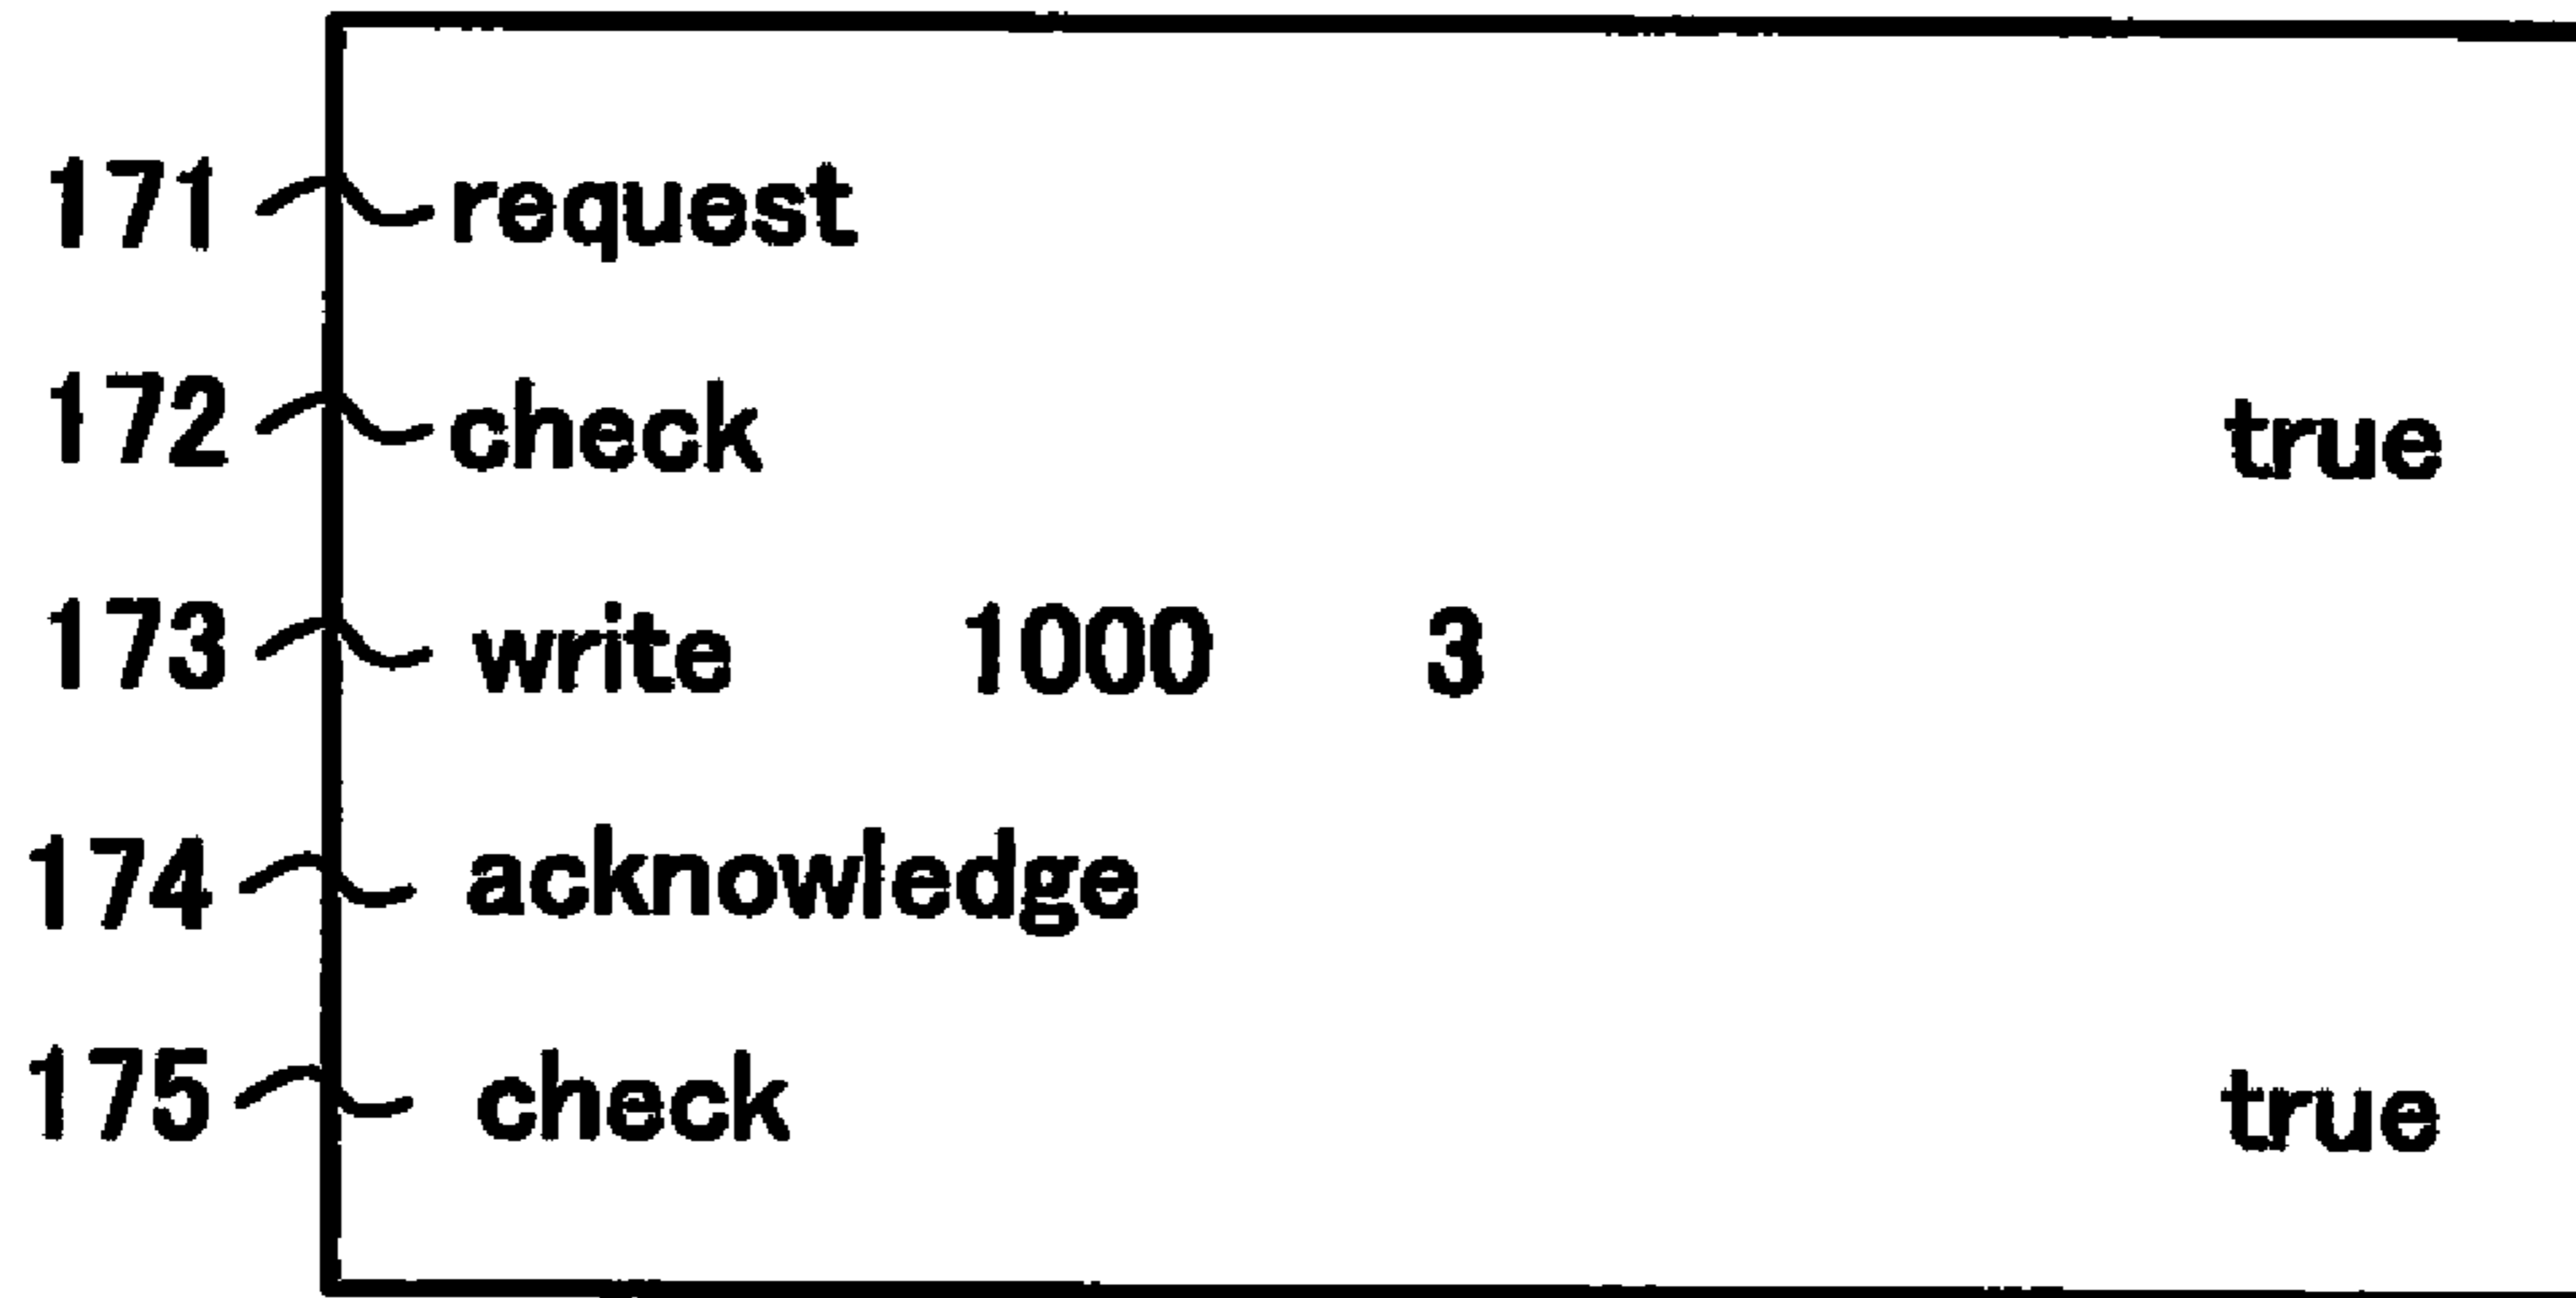 171 request
172 check true
173 write 1000 3
174 acknowledge
175 check true